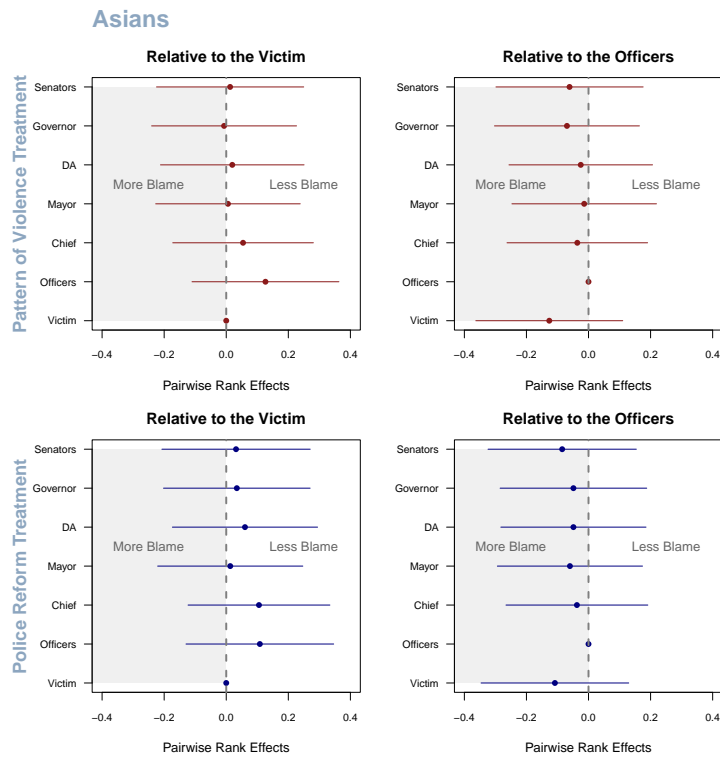 Asians
Pattern of Violence Treatment
Relative to the Victim
Senators
Governor
DA
More Blame Less Blame
Mayor
Chief
Officers
Victim
−0.4 −0.2 0.0 0.2 0.4
Pairwise Rank Effects
Relative to the Officers
Senators
Governor
DA
More Blame Less Blame
Mayor
Chief
Officers
Victim
−0.4 −0.2 0.0 0.2 0.4
Pairwise Rank Effects
Police Reform Treatment
Relative to the Victim
Senators
Governor
DA
More Blame Less Blame
Mayor
Chief
Officers
Victim
−0.4 −0.2 0.0 0.2 0.4
Pairwise Rank Effects
Relative to the Officers
Senators
Governor
DA
More Blame Less Blame
Mayor
Chief
Officers
Victim
−0.4 −0.2 0.0 0.2 0.4
Pairwise Rank Effects